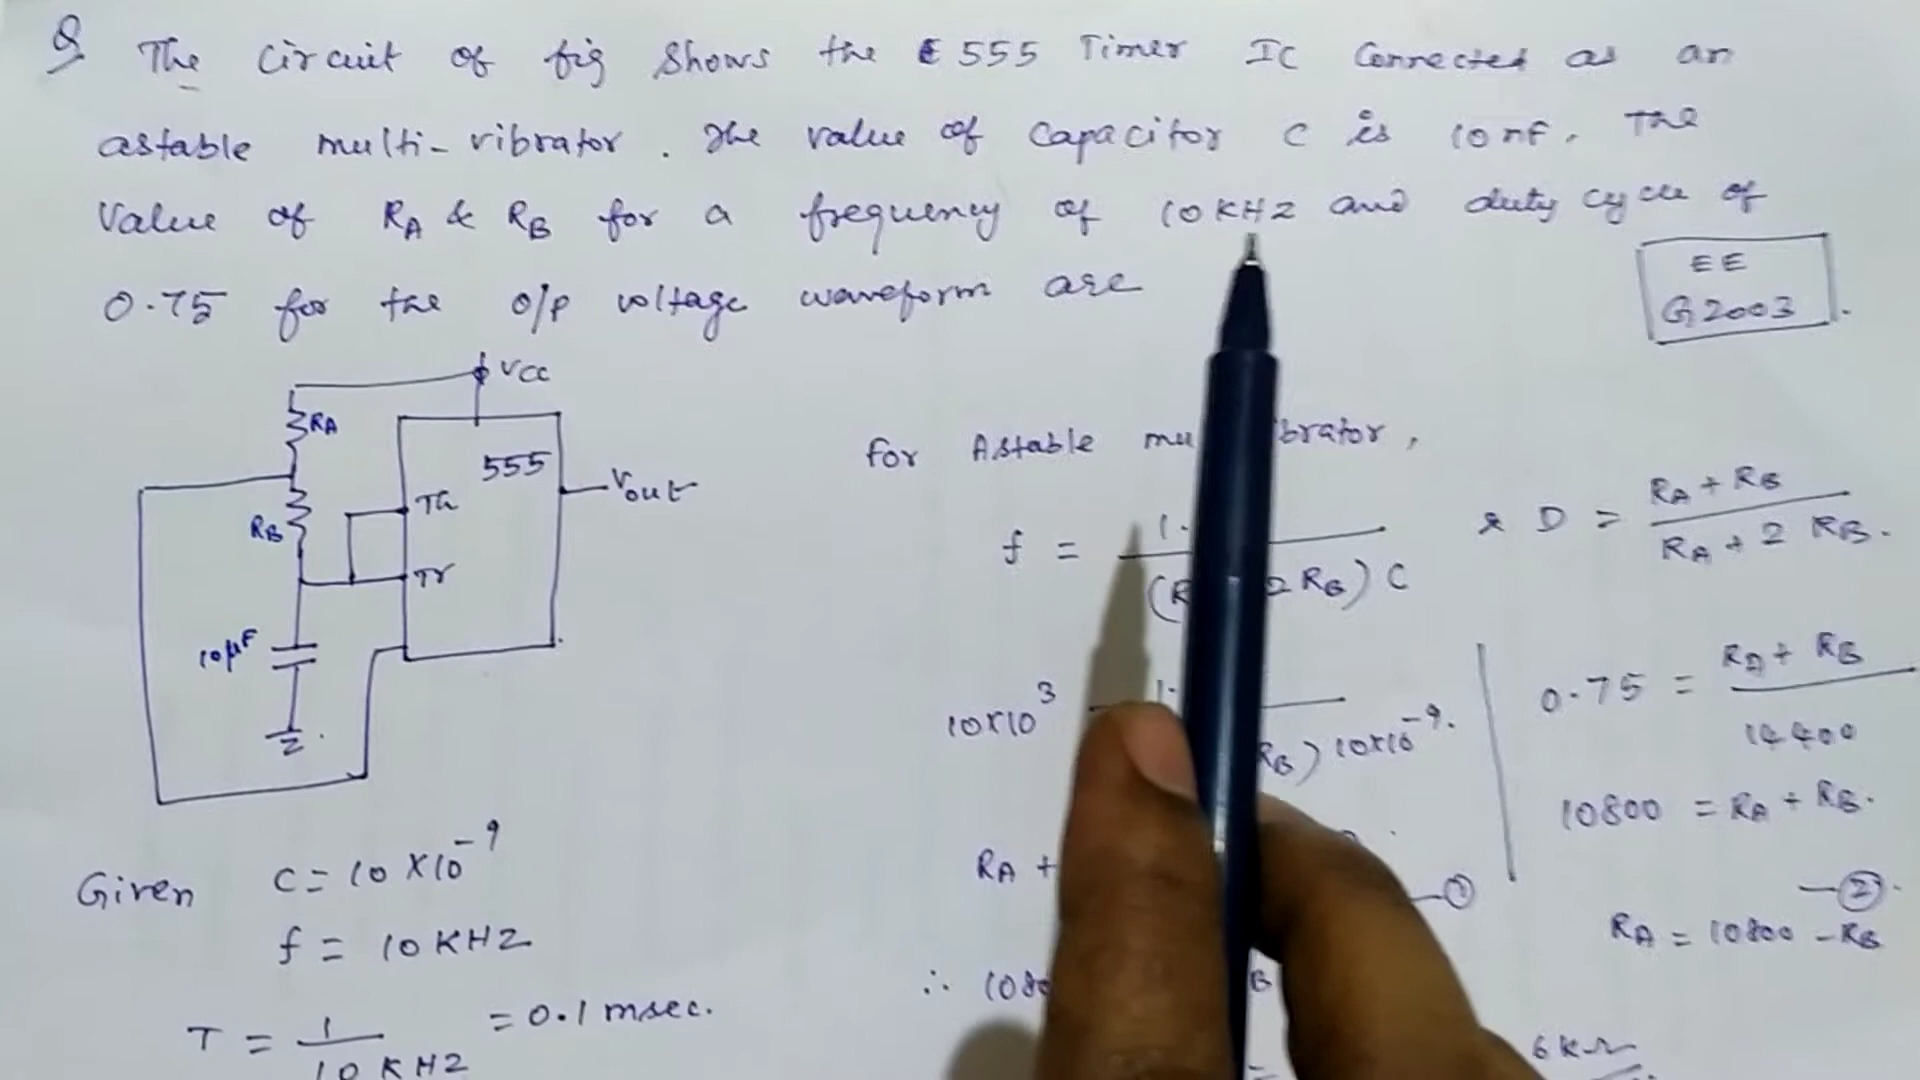 Q The circuit of fig shows the 555 Timer IC connected as an
astable multi-vibrator. The value of capacitor C is 10nF. The
value of RA & RB for a frequency of 10KHZ and duty cycle of
0.75 for the o/p voltage waveform are
EE
G2003
VCC
RA
555
Vout
Th
RB
Tr
10µF
For Astable
f =
2 RB) C
& D = RA + RB / RA + 2 RB.
10x10³
RB) 10x10⁻⁹.
0.75 = RA + RB / 14400
10800 = RA + RB.
RA +
— ①
— ②.
RA = 10800 - RB
Given C = 10 X 10⁻⁹
f = 10 KHZ
T = 1 / 10 KHZ = 0.1 msec.
∴
B
=
6KΩ